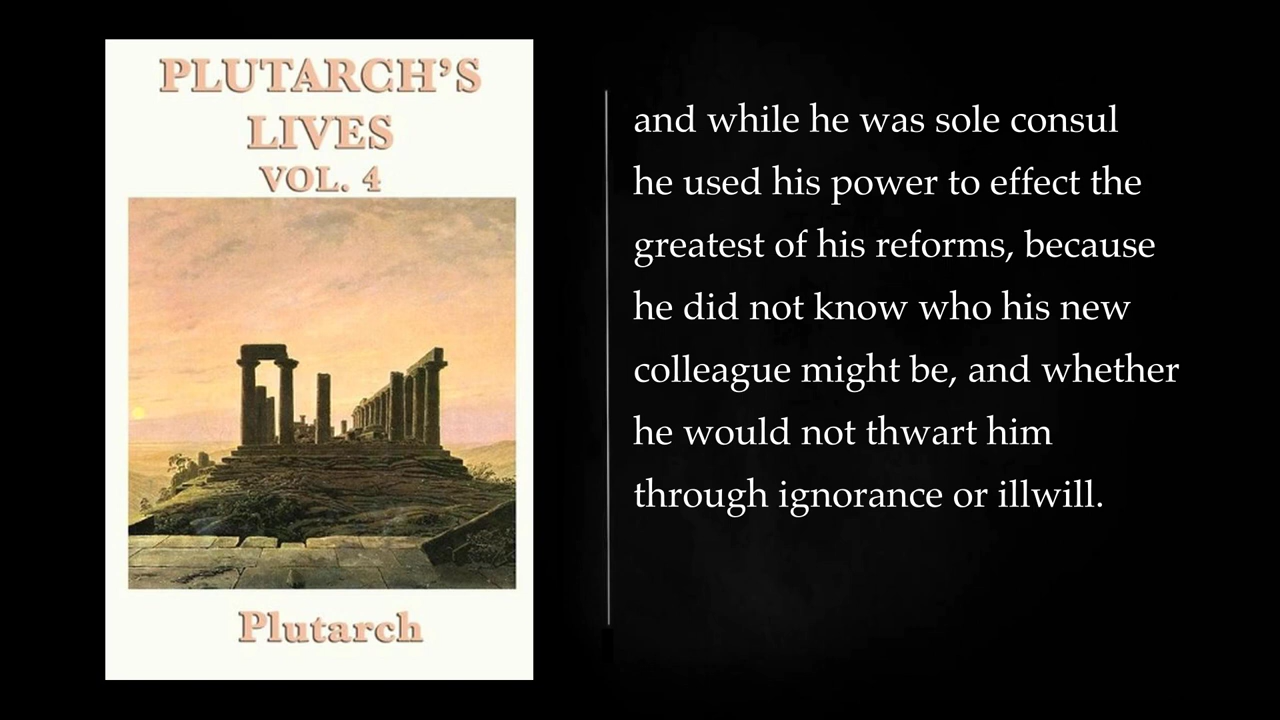 PLUTARCH'S
LIVES
VOL. 4
Plutarch
and while he was sole consul
he used his power to effect the
greatest of his reforms, because
he did not know who his new
colleague might be, and whether
he would not thwart him
through ignorance or illwill.